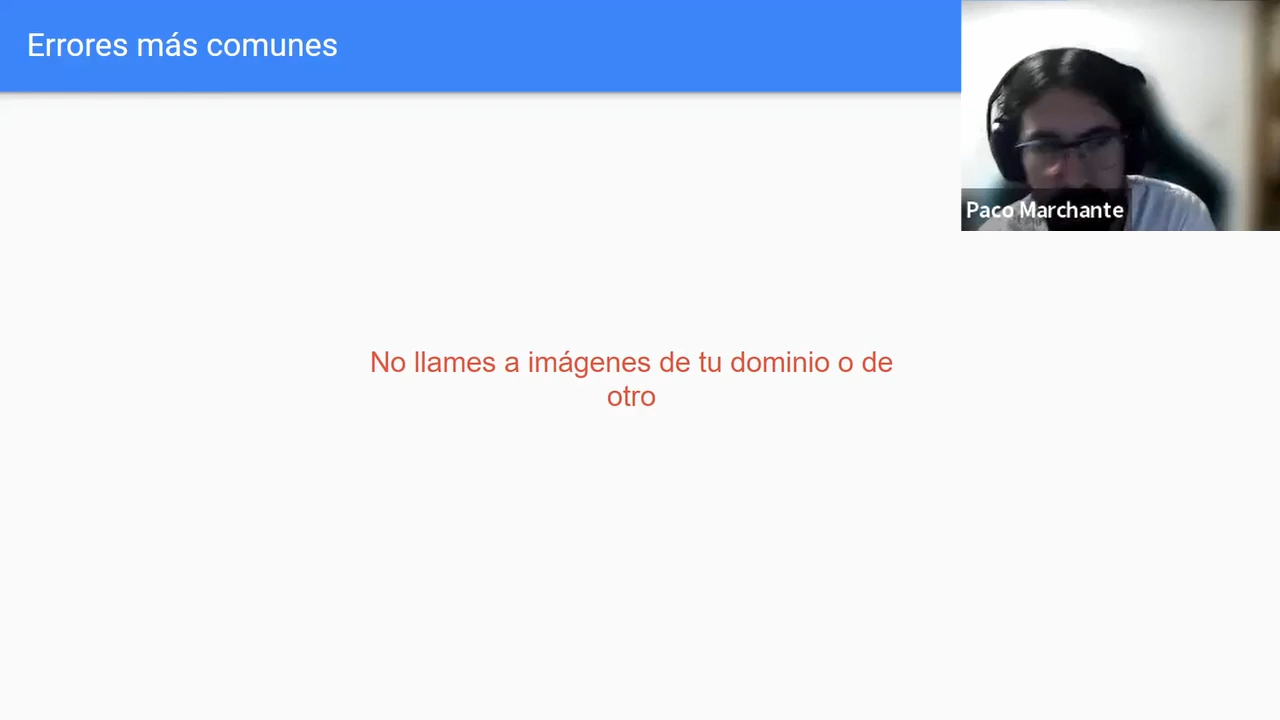 Errores más comunes
Paco Marchante
No llames a imágenes de tu dominio o de
otro